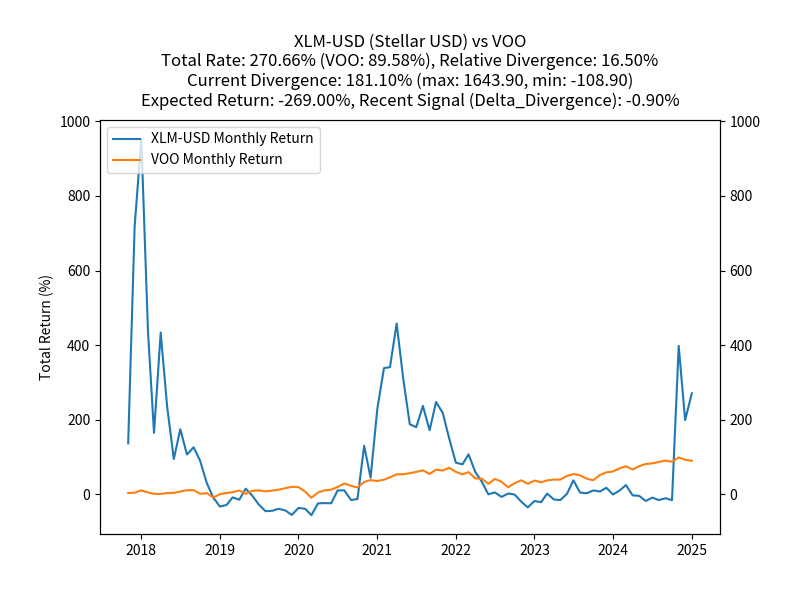 XLM-USD (Stellar USD) vs VOO
Total Rate: 270.66% (VOO: 89.58%), Relative Divergence: 16.50%
Current Divergence: 181.10% (max: 1643.90, min: -108.90)
Expected Return: -269.00%, Recent Signal (Delta_Divergence): -0.90%
XLM-USD Monthly Return
VOO Monthly Return
Total Return (%)
1000
800
600
400
200
0
1000
800
600
400
200
0
2018 2019 2020 2021 2022 2023 2024 2025